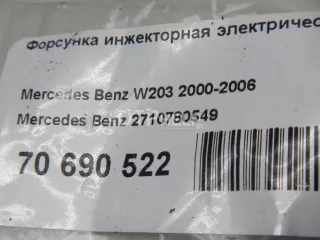 Форсунка инжекторная электричес
Mercedes Benz W203 2000-2006
Mercedes Benz 2710780549
70 690 522